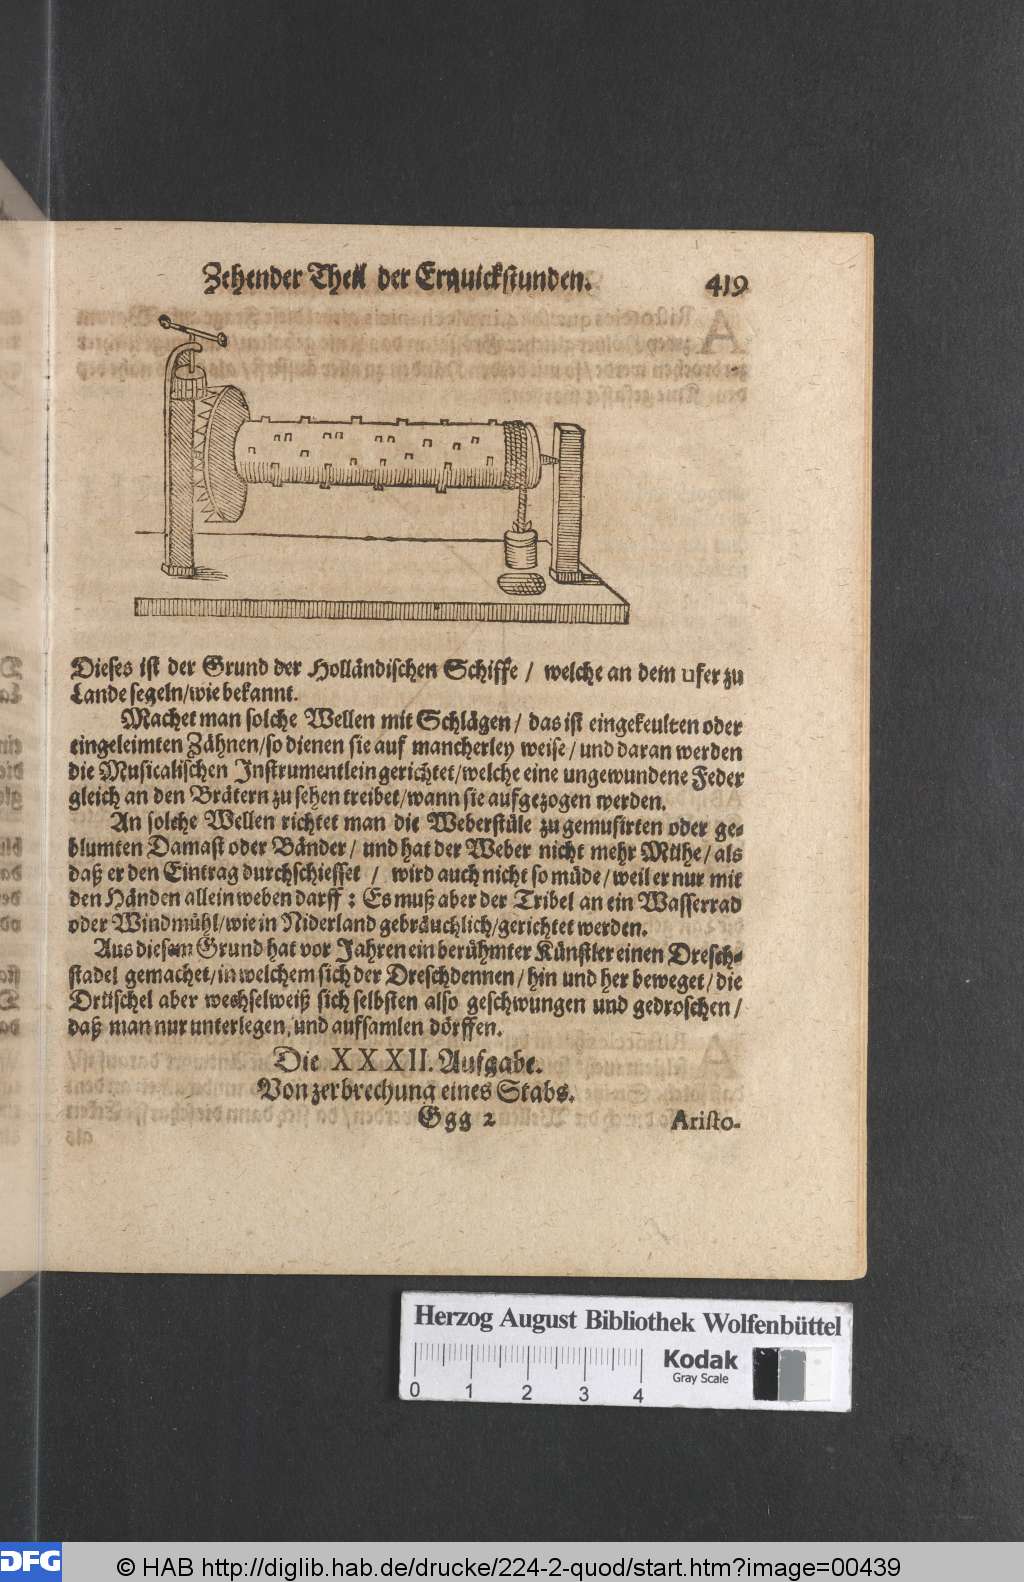 Zehender Theil der Erquickstunden. 419
Dieses ist der Grund der Holländischen Schiffe / welche an dem ufer zu
Lande segeln/wie bekannt.
Machet man solche Wellen mit Schlägen / das ist eingekeulten oder
eingeleimten Zähnen/so dienen sie auf mancherley weise / und daran werden
die Musicalischen Instrumentlein gerichtet/welche eine ungewundene Feder
gleich an den Brätern zu sehen treibet/wann sie aufgezogen werden.
An solche Wellen richtet man die Weberstüle zu gemusirten oder ge-
blumten Damast oder Bänder / und hat der Weber nicht mehr Mühe / als
daß er den Eintrag durchschiesset / wird auch nicht so müde / weil er nur mit
den Händen allein weben darff : Es muß aber der Tribel an ein Wasserrad
oder Windmühl/wie in Niderland gebräuchlich/gerichtet werden.
Aus diesem Grund hat vor Jahren ein berühmter Künstler einen Dresch-
stadel gemachet/in welchem sich der Dreschdennen / hin und her beweget / die
Drüschel aber wechselweiß sich selbsten also geschwungen und gedroschen /
daß man nur unterlegen, und aufsamlen dörffen.
Die XXXII. Aufgabe.
Von zerbrechung eines Stabs.
Ggg 2 Aristo-
Herzog August Bibliothek Wolfenbüttel
Kodak
Gray Scale
0 1 2 3 4
DFG © HAB http://diglib.hab.de/drucke/224-2-quod/start.htm?image=00439